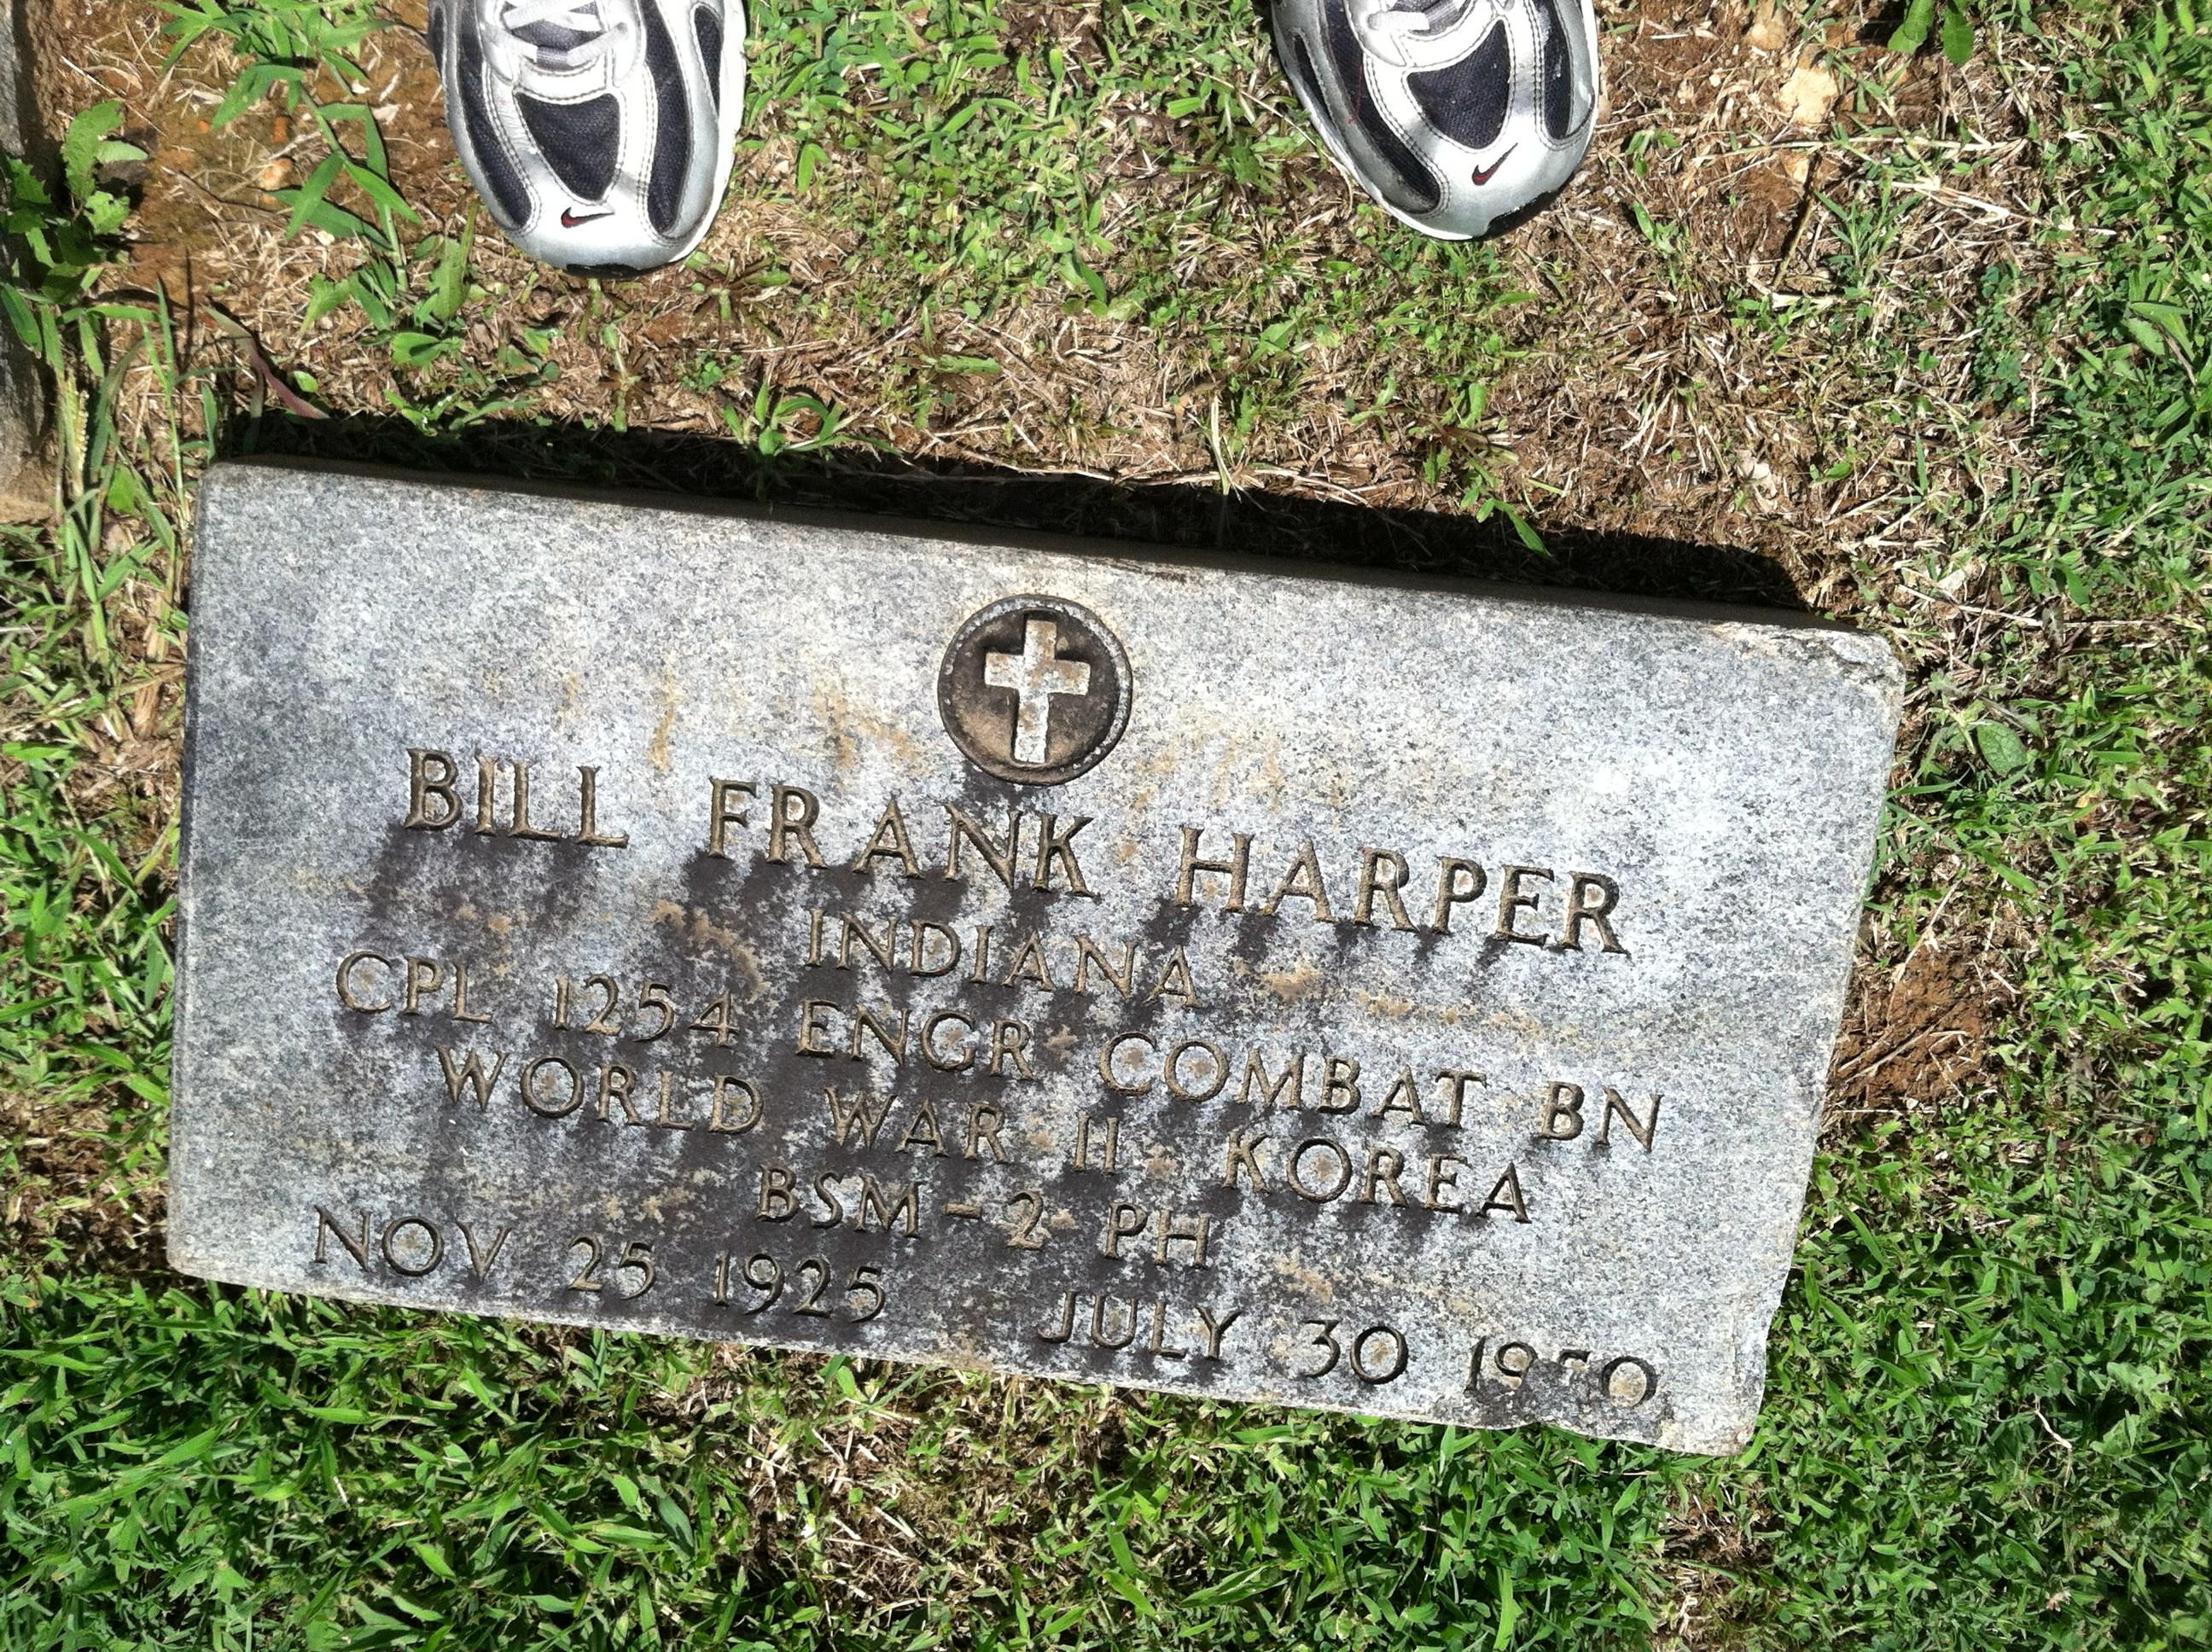 BILL FRANK HARPER
INDIANA
CPL 1254 ENGR COMBAT BN
WORLD WAR II KOREA
BSM - 2 PH
NOV 25 1925 JULY 30 1970